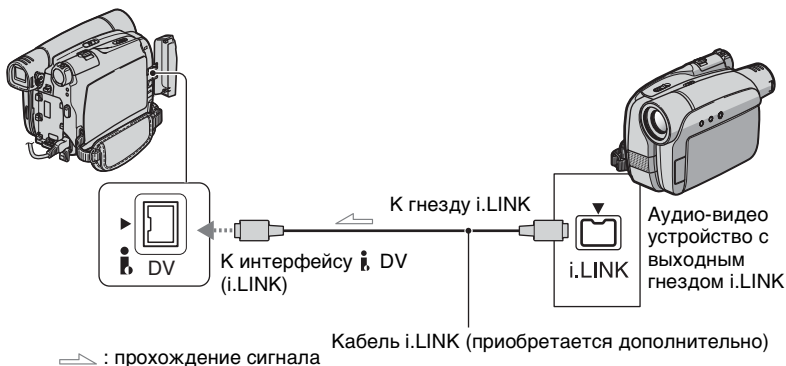 К гнезду i.LINK
DV
К интерфейсу i DV
(i.LINK)
i.LINK
Аудио-видео
устройство с
выходным
гнездом i.LINK
Кабель i.LINK (приобретается дополнительно)
: прохождение сигнала